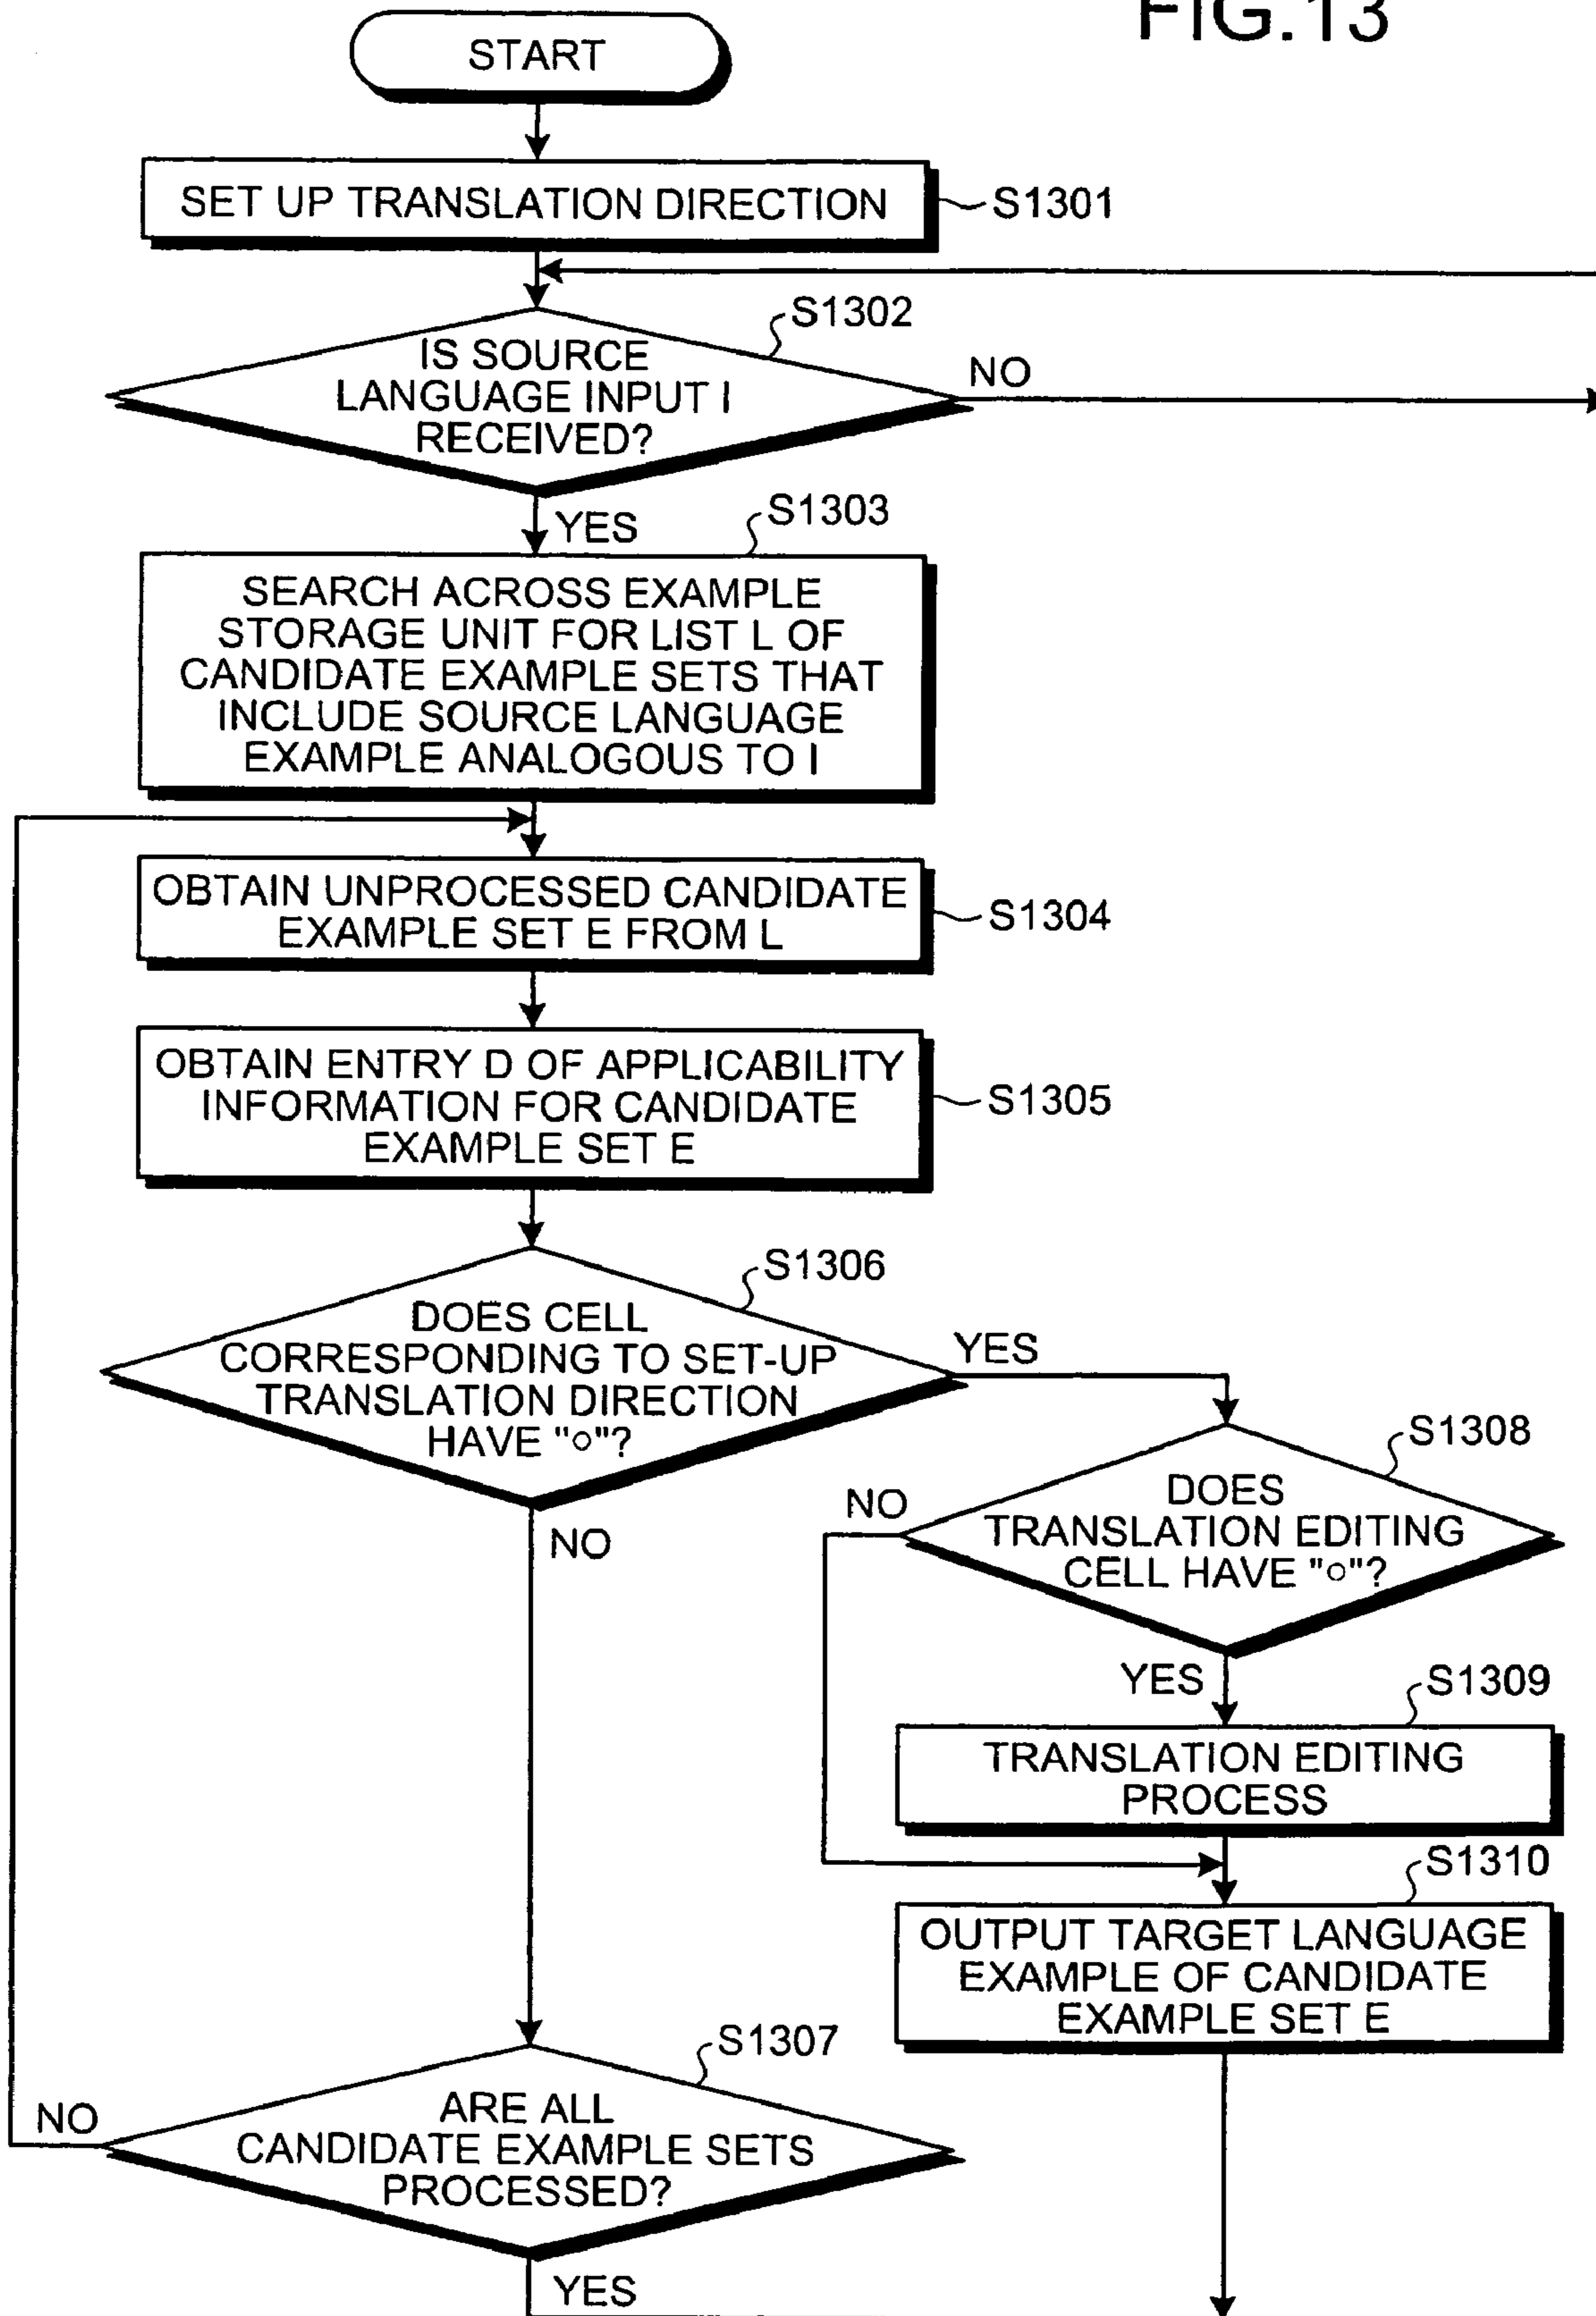 FIG.13
START
SET UP TRANSLATION DIRECTION
S1301
S1302
IS SOURCE
LANGUAGE INPUT I
RECEIVED?
NO
YES
S1303
SEARCH ACROSS EXAMPLE
STORAGE UNIT FOR LIST L OF
CANDIDATE EXAMPLE SETS THAT
INCLUDE SOURCE LANGUAGE
EXAMPLE ANALOGOUS TO I
OBTAIN UNPROCESSED CANDIDATE
EXAMPLE SET E FROM L
S1304
OBTAIN ENTRY D OF APPLICABILITY
INFORMATION FOR CANDIDATE
EXAMPLE SET E
S1305
S1306
DOES CELL
CORRESPONDING TO SET-UP
TRANSLATION DIRECTION
HAVE "○"?
YES
NO
S1308
DOES
TRANSLATION EDITING
CELL HAVE "○"?
NO
YES
S1309
TRANSLATION EDITING
PROCESS
S1310
OUTPUT TARGET LANGUAGE
EXAMPLE OF CANDIDATE
EXAMPLE SET E
S1307
ARE ALL
CANDIDATE EXAMPLE SETS
PROCESSED?
NO
YES